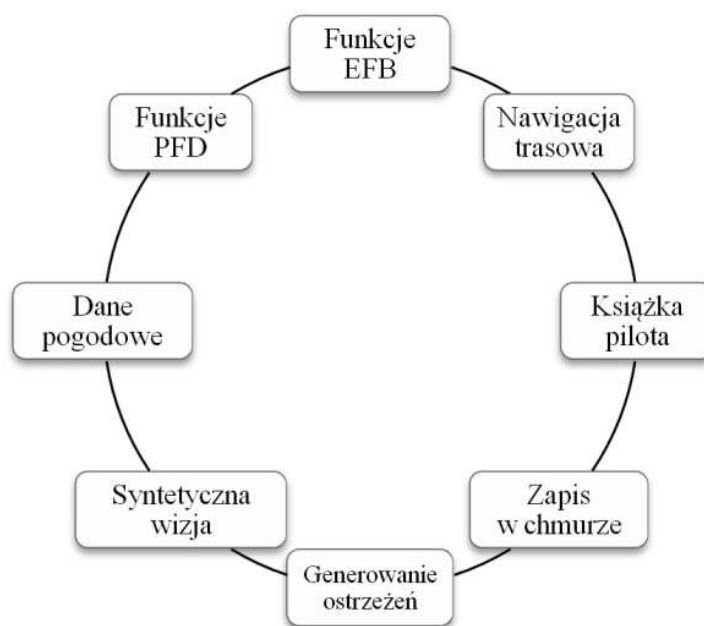 Funkcje
EFB
Nawigacja
trasowa
Książka
pilota
Zapis
w chmurze
Generowanie
ostrzeżeń
Syntetyczna
wizja
Dane
pogodowe
Funkcje
PFD